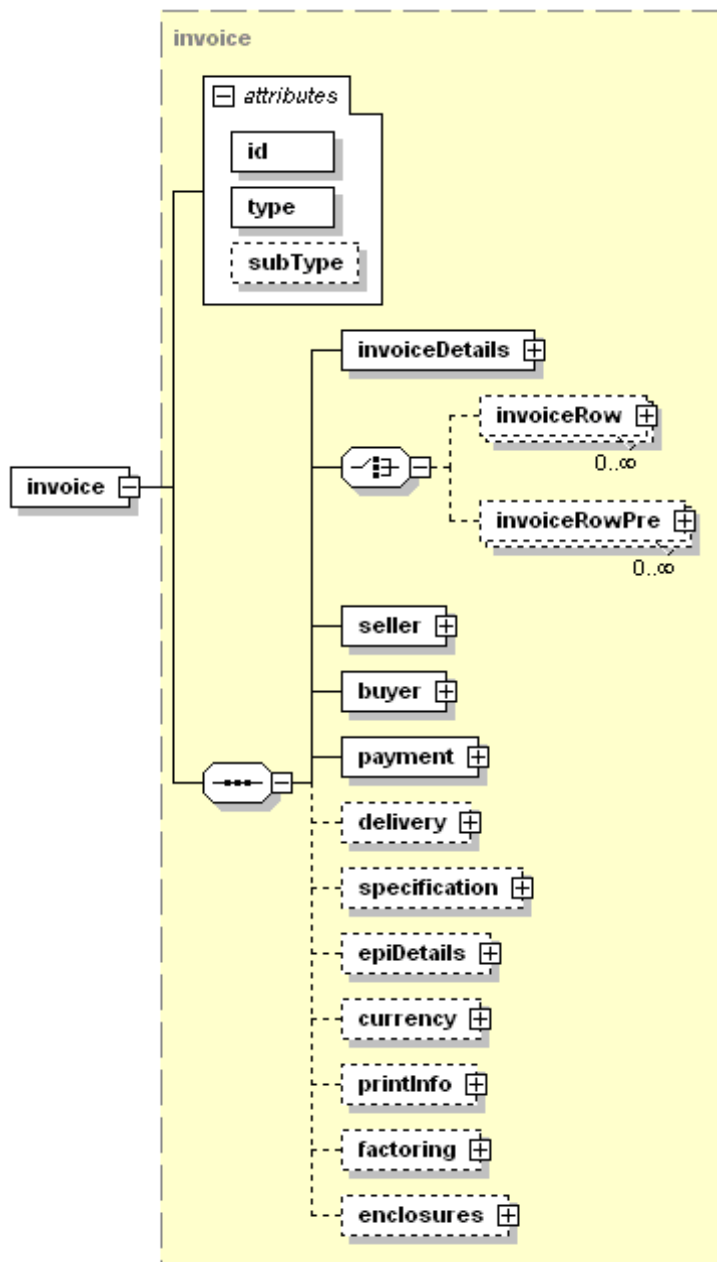 invoice
attributes
id
type
subType
invoiceDetails
invoiceRow
0..∞
invoice
invoiceRowPre
0..∞
seller
buyer
payment
delivery
specification
epiDetails
currency
printInfo
factoring
enclosures